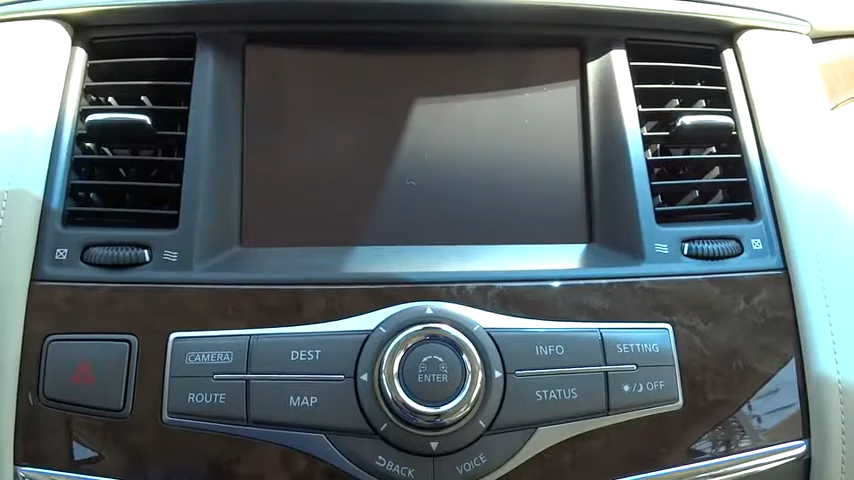 CAMERA
DEST
INFO
SETTING
ROUTE
MAP
ENTER
STATUS
OFF
BACK
VOICE